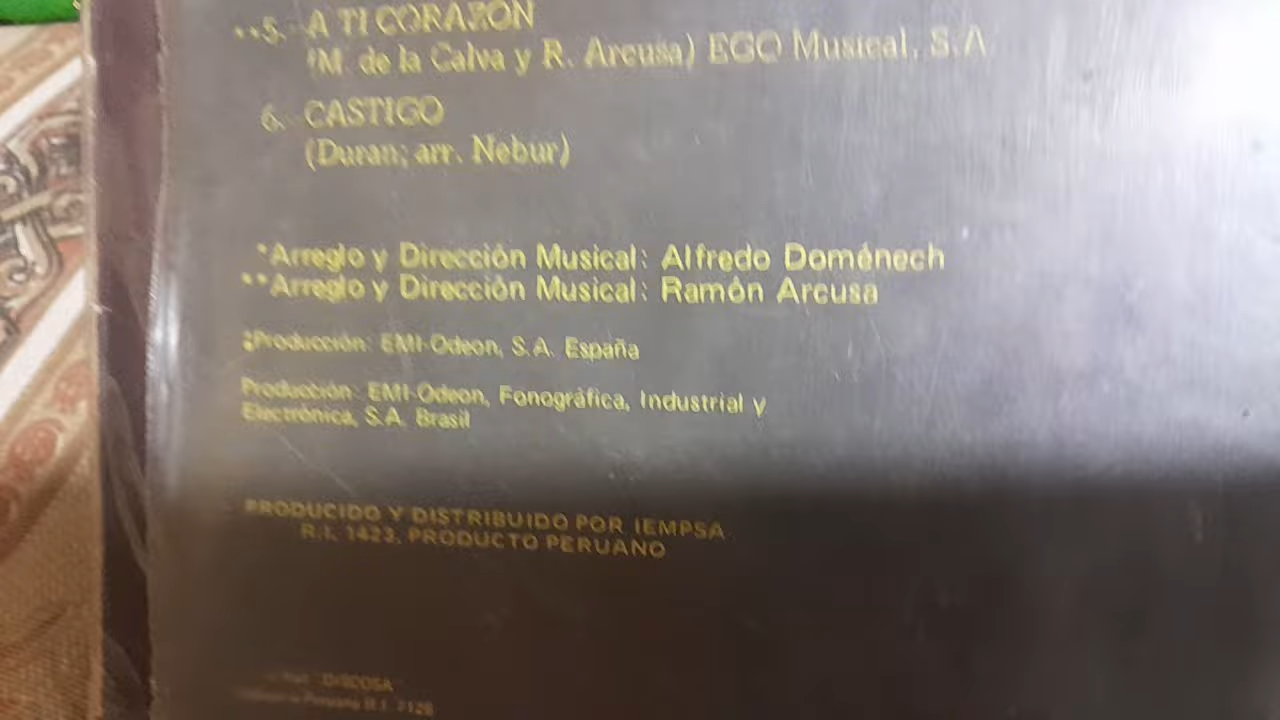 **5. A TI CORAZON
(M. de la Calva y R. Arcusa) EGO Musical, S.A
6. CASTIGO
(Duran; arr. Nebur)
*Arreglo y Dirección Musical: Alfredo Doménech
**Arreglo y Dirección Musical: Ramón Arcusa
‡Producción: EMI-Odeon, S.A. España
Producción: EMI-Odeon, Fonográfica, Industrial y
Electrónica, S.A. Brasil
PRODUCIDO Y DISTRIBUIDO POR IEMPSA
R.I. 1423, PRODUCTO PERUANO
DISCOSA
Peruana R.I. 2128